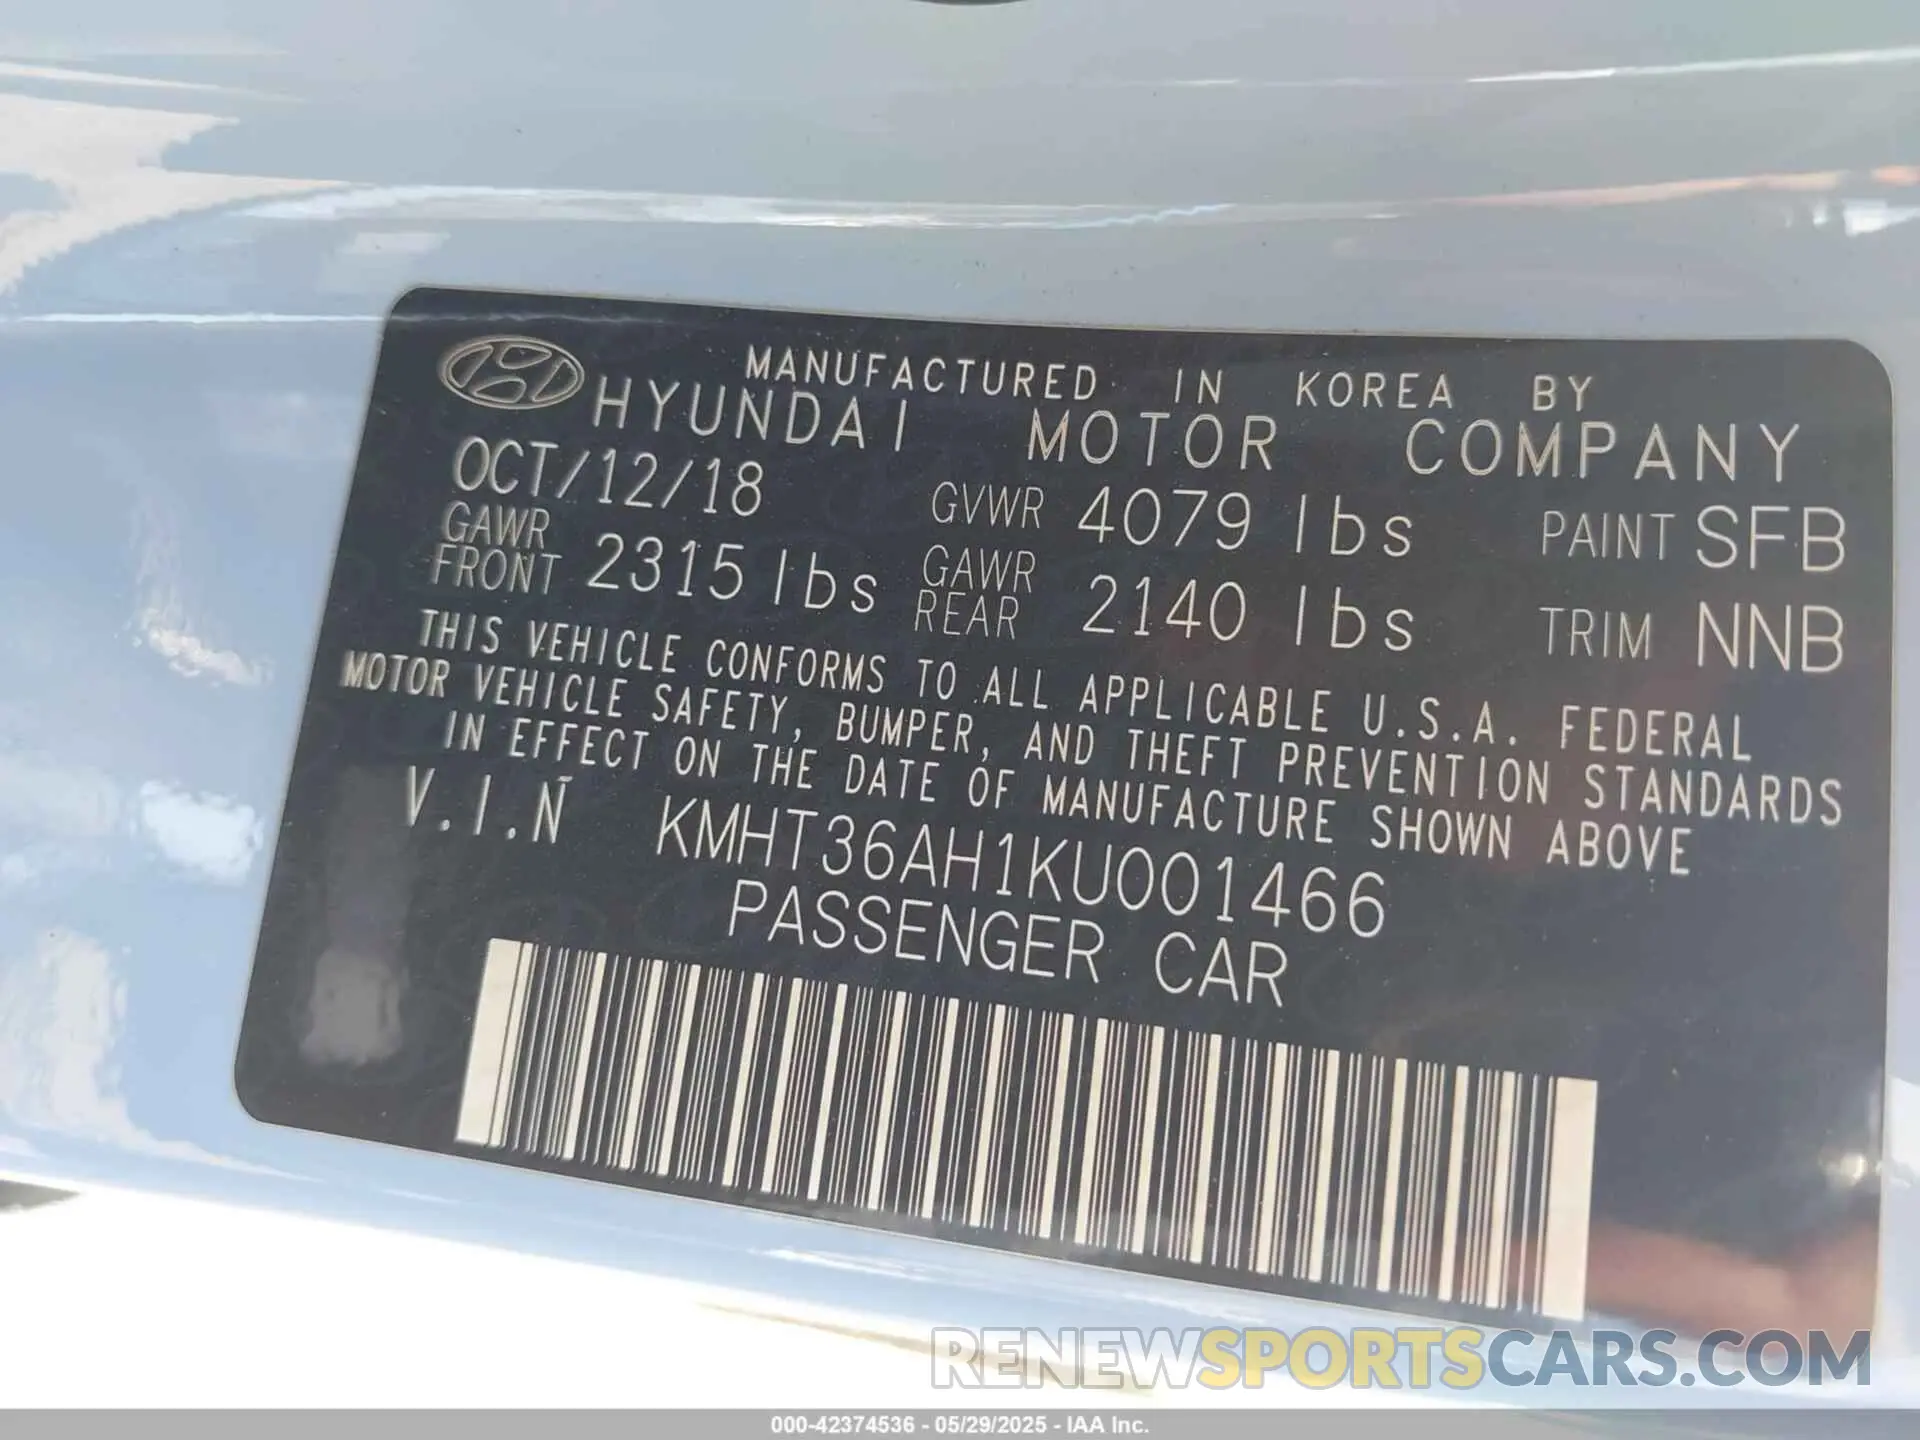 MANUFACTURED IN KOREA BY
HYUNDAI MOTOR COMPANY
OCT/12/18 GVWR 4079 lbs PAINT SFB
GAWR FRONT 2315 lbs GAWR REAR 2140 lbs TRIM NNB
THIS VEHICLE CONFORMS TO ALL APPLICABLE U.S.A. FEDERAL
MOTOR VEHICLE SAFETY, BUMPER, AND THEFT PREVENTION STANDARDS
IN EFFECT ON THE DATE OF MANUFACTURE SHOWN ABOVE
V.I.N KMHT36AH1KU001466
PASSENGER CAR
RENEWSPORTSCARS.COM
000-42374536 - 05/29/2025 - IAA Inc.